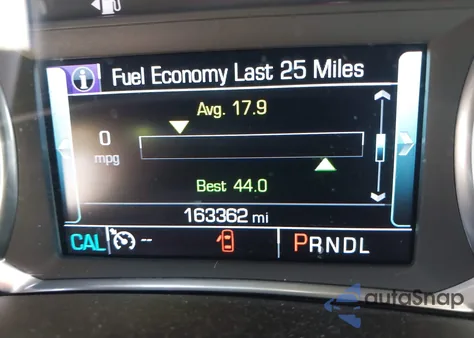 Fuel Economy Last 25 Miles
Avg. 17.9
0
mpg
Best 44.0
163362 mi
CAL -- PRNDL
autoSnap